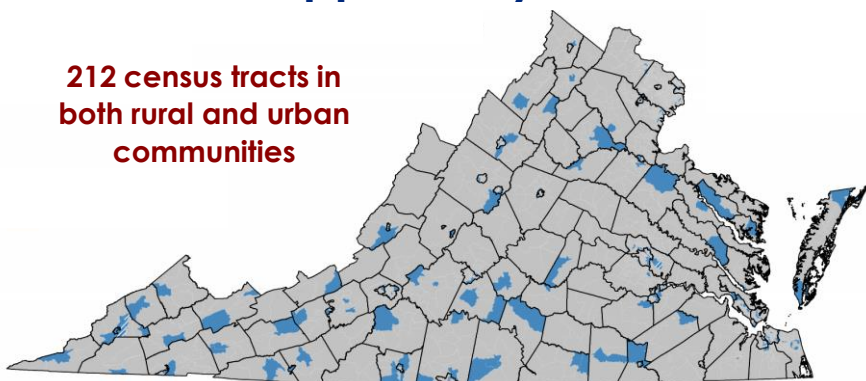 212 census tracts in
both rural and urban
communities